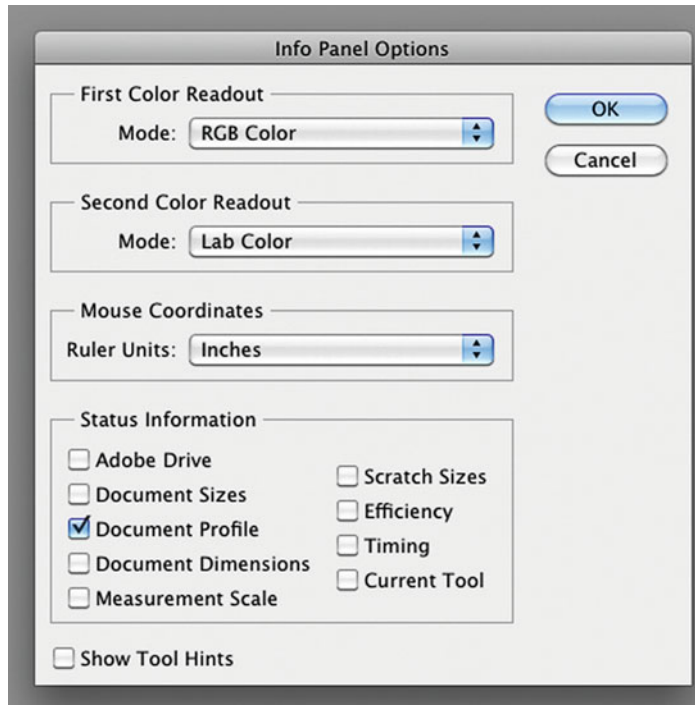 Info Panel Options
First Color Readout
Mode: RGB Color
OK
Cancel
Second Color Readout
Mode: Lab Color
Mouse Coordinates
Ruler Units: Inches
Status Information
Adobe Drive
Document Sizes
Document Profile
Document Dimensions
Measurement Scale
Scratch Sizes
Efficiency
Timing
Current Tool
Show Tool Hints